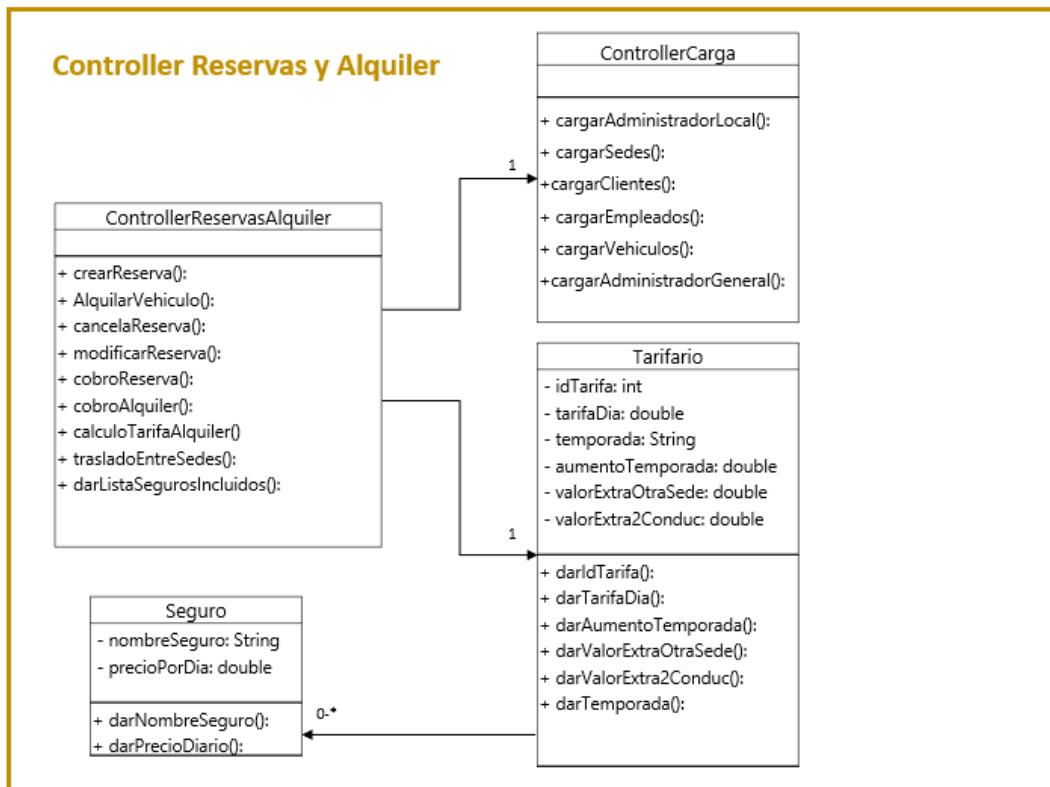 Controller Reservas y Alquiler
ControllerCarga
+ cargarAdministradorLocal():
+ cargarSedes():
+cargarClientes():
+ cargarEmpleados():
+ cargarVehiculos():
+cargarAdministradorGeneral():
1
ControllerReservasAlquiler
+ crearReserva():
+ AlquilarVehiculo():
+ cancelaReserva():
+ modificarReserva():
+ cobroReserva():
+ cobroAlquiler():
+ calculoTarifaAlquiler()
+ trasladoEntreSedes():
+ darListaSegurosIncluidos():
1
Tarifario
- idTarifa: int
- tarifaDia: double
- temporada: String
- aumentoTemporada: double
- valorExtraOtraSede: double
- valorExtra2Conduc: double
+ darIdTarifa():
+ darTarifaDia():
+ darAumentoTemporada():
+ darValorExtraOtraSede():
+ darValorExtra2Conduc():
+ darTemporada():
Seguro
- nombreSeguro: String
- precioPorDia: double
+ darNombreSeguro():
+ darPrecioDiario():
0-*